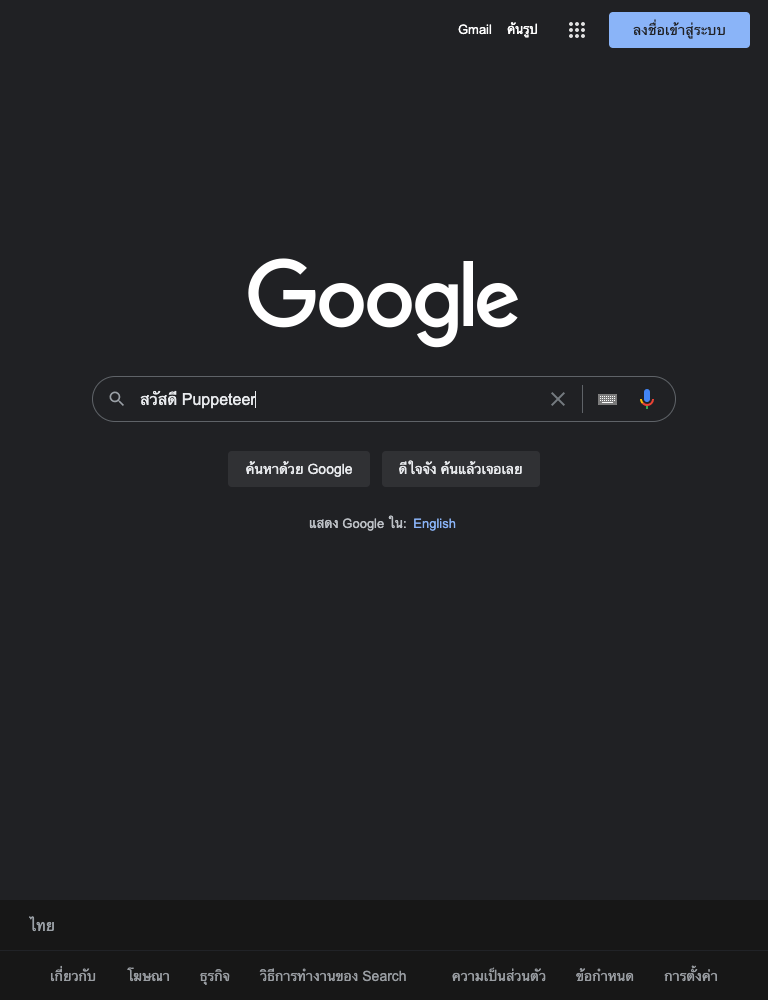 Gmail ค้นรูป ลงชื่อเข้าสู่ระบบ
Google
สวัสดี Puppeteer
ค้นหาด้วย Google ดีใจจัง ค้นแล้วเจอเลย
แสดง Google ใน: English
ไทย
เกี่ยวกับ โฆษณา ธุรกิจ วิธีการทำงานของ Search ความเป็นส่วนตัว ข้อกำหนด การตั้งค่า